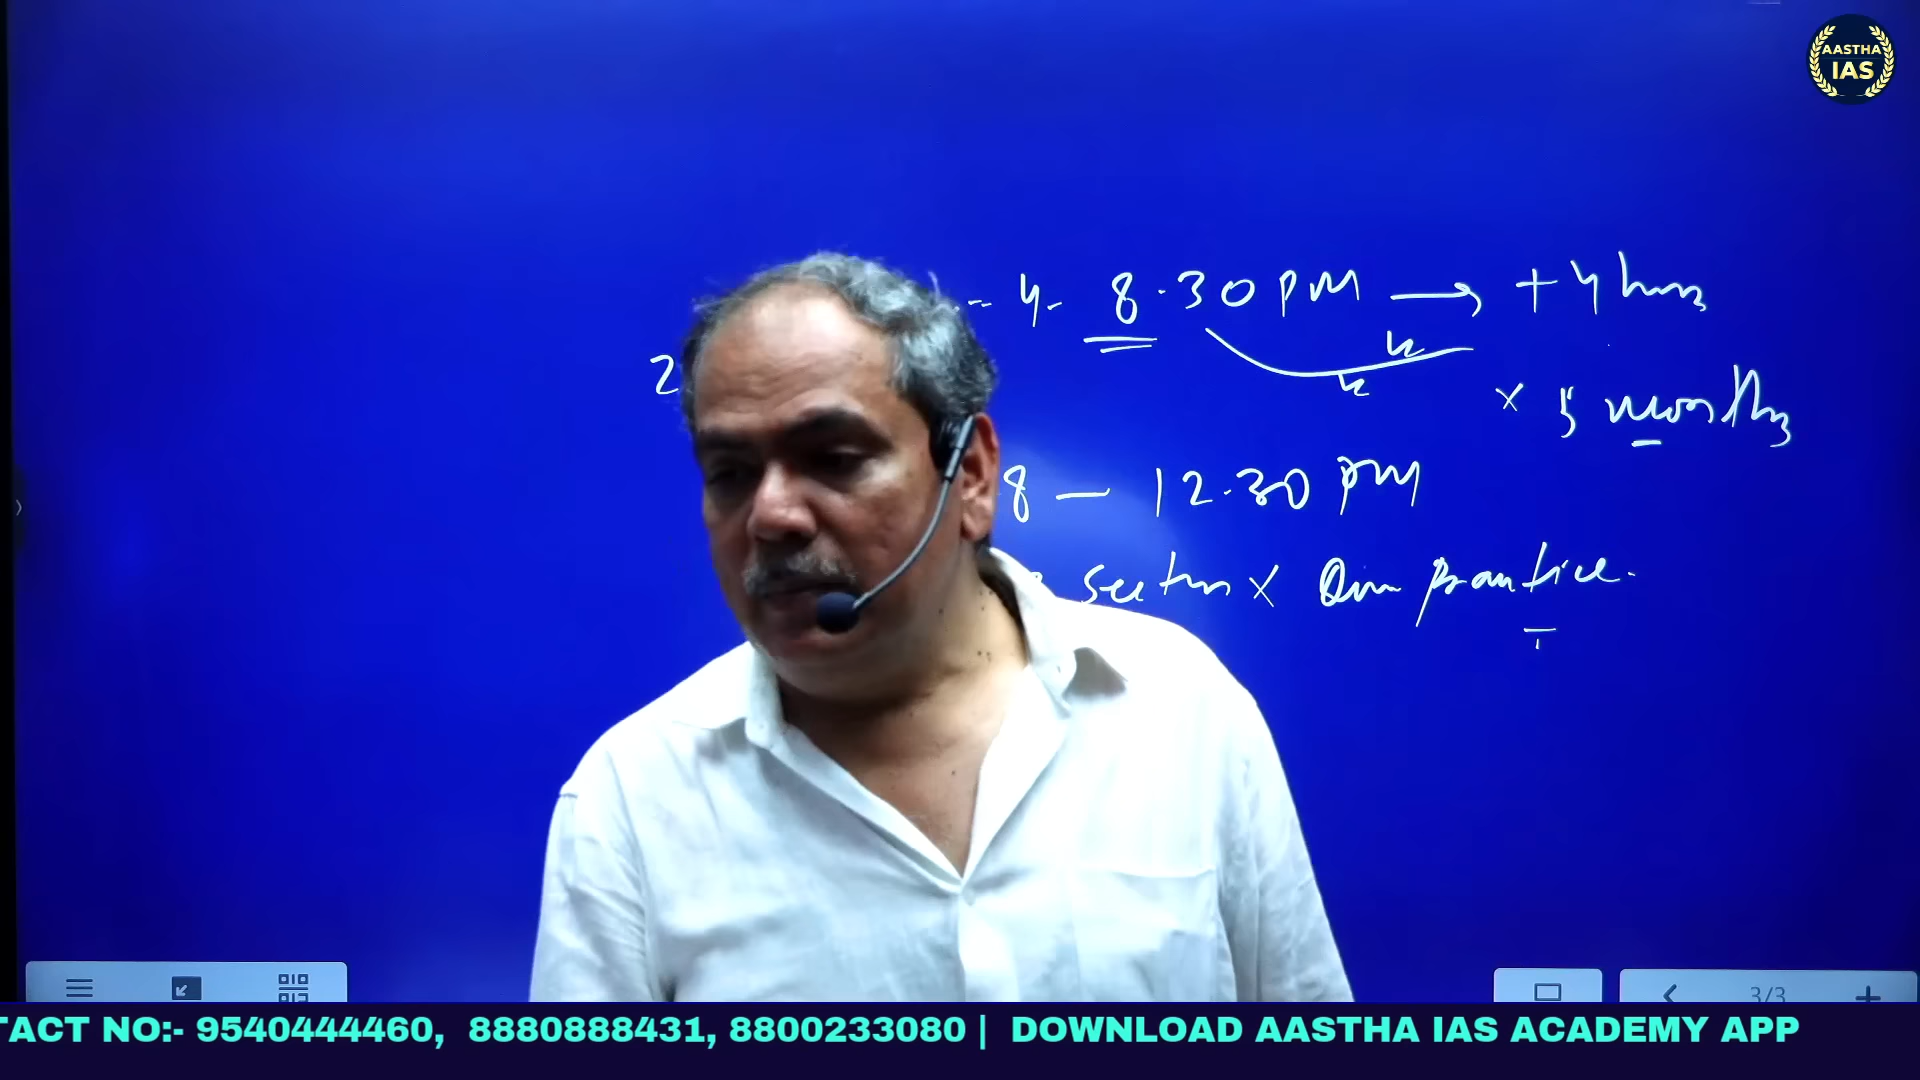 AASTHA
IAS
4- 8.30 PM → + 4 hrs
2
× 5 months
8 — 12.30 PM
× Qun practice.
3/3
TACT NO:- 9540444460, 8880888431, 8800233080 | DOWNLOAD AASTHA IAS ACADEMY APP